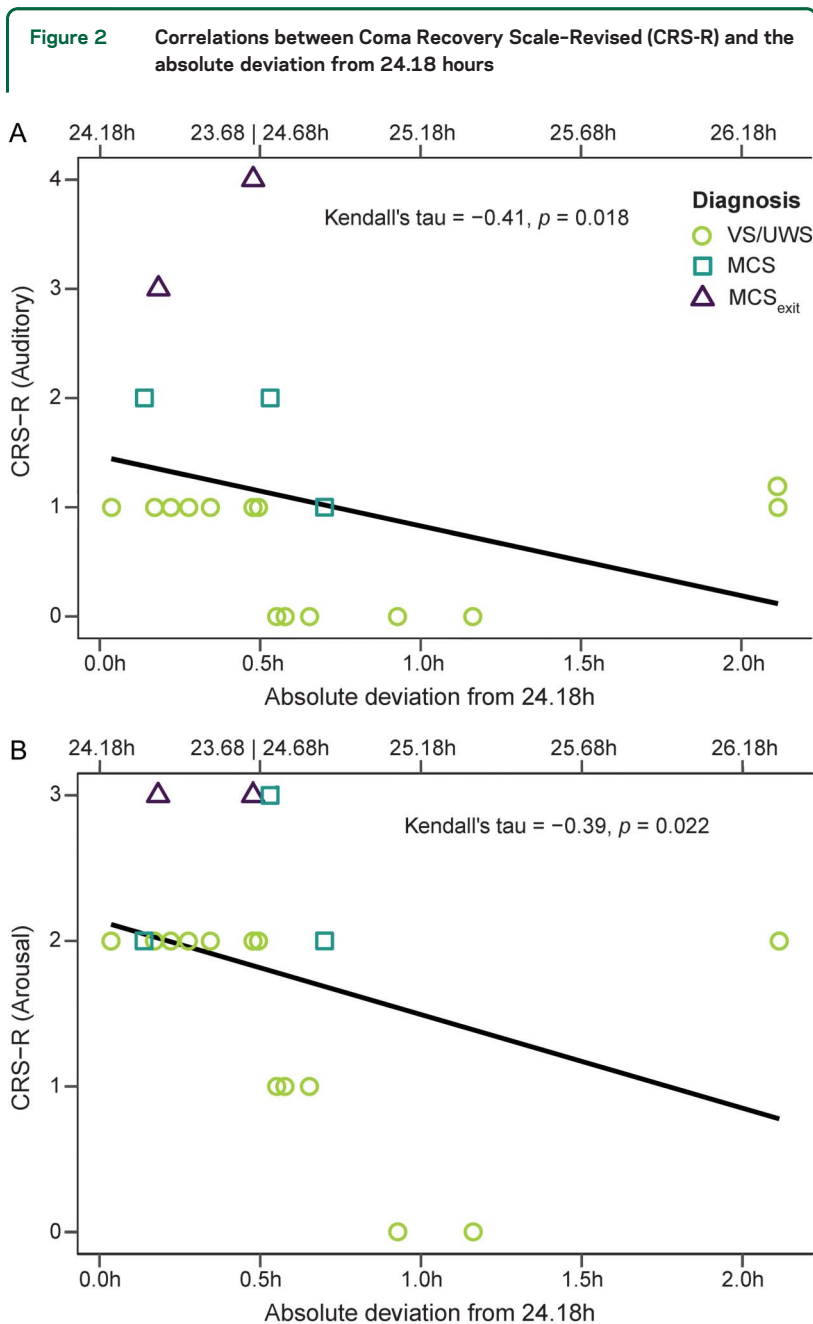 Figure 2 Correlations between Coma Recovery Scale-Revised (CRS-R) and the
absolute deviation from 24.18 hours
A
24.18h 23.68 | 24.68h 25.18h 25.68h 26.18h
Kendall's tau = −0.41, p = 0.018
Diagnosis
VS/UWS
MCS
MCSexit
CRS−R (Auditory)
4
3
2
1
0
0.0h 0.5h 1.0h 1.5h 2.0h
Absolute deviation from 24.18h
B
24.18h 23.68 | 24.68h 25.18h 25.68h 26.18h
Kendall's tau = −0.39, p = 0.022
CRS−R (Arousal)
3
2
1
0
0.0h 0.5h 1.0h 1.5h 2.0h
Absolute deviation from 24.18h